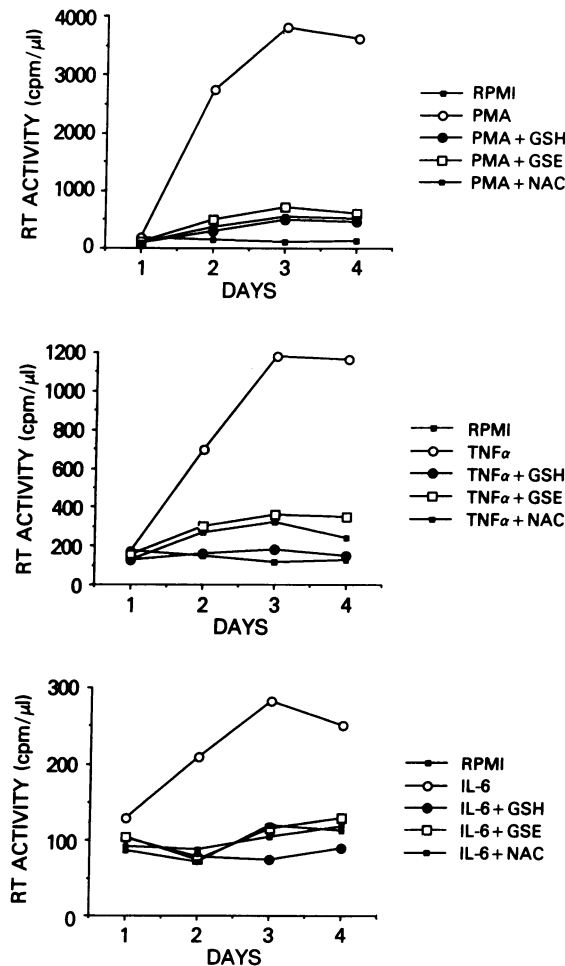 4000
3000
2000
1000
0
RT ACTIVITY (cpm/µl)
1 2 3 4
DAYS
RPMI
PMA
PMA + GSH
PMA + GSE
PMA + NAC
1200
1000
800
600
400
200
0
RT ACTIVITY (cpm/µl)
1 2 3 4
DAYS
RPMI
TNFα
TNFα + GSH
TNFα + GSE
TNFα + NAC
300
200
100
0
RT ACTIVITY (cpm/µl)
1 2 3 4
DAYS
RPMI
IL-6
IL-6 + GSH
IL-6 + GSE
IL-6 + NAC